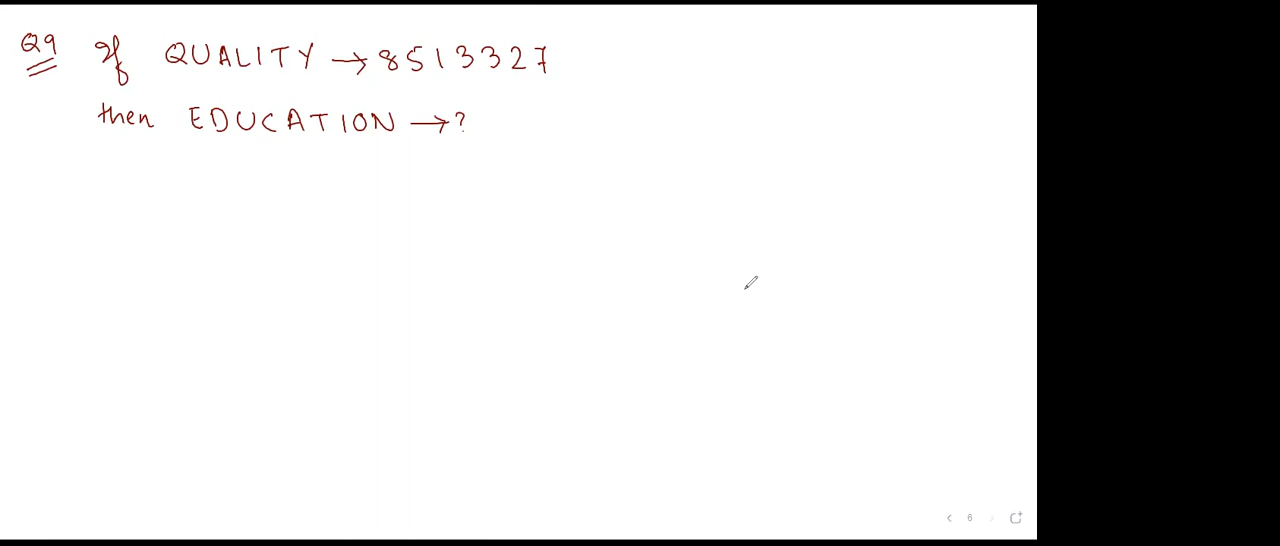 Q9 If QUALITY → 8513327
then EDUCATION → ?
6